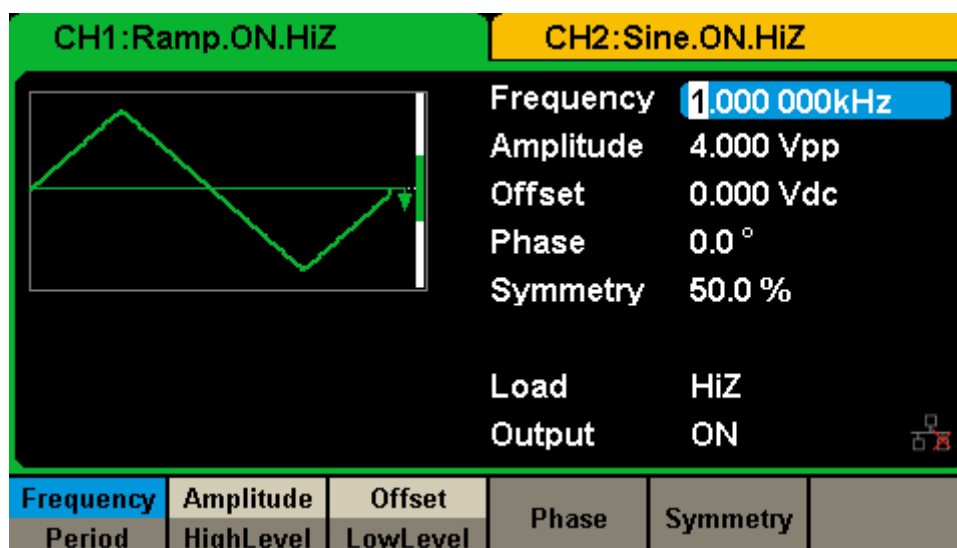 CH1:Ramp.ON.HiZ CH2:Sine.ON.HiZ
Frequency 1.000 000kHz
Amplitude 4.000 Vpp
Offset 0.000 Vdc
Phase 0.0 °
Symmetry 50.0 %
Load HiZ
Output ON
Frequency Amplitude Offset Phase Symmetry
Period HighLevel LowLevel